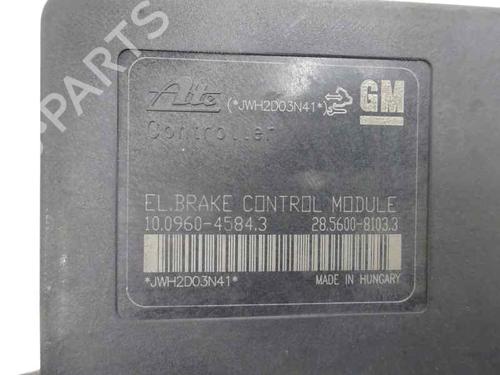 Ate (*JWH2D03N41*) GM
Controller
EL.BRAKE CONTROL MODULE
10.0960-4584.3 28.5600-8103.3
*JWH2D03N41* MADE IN HUNGARY
B-PARTS